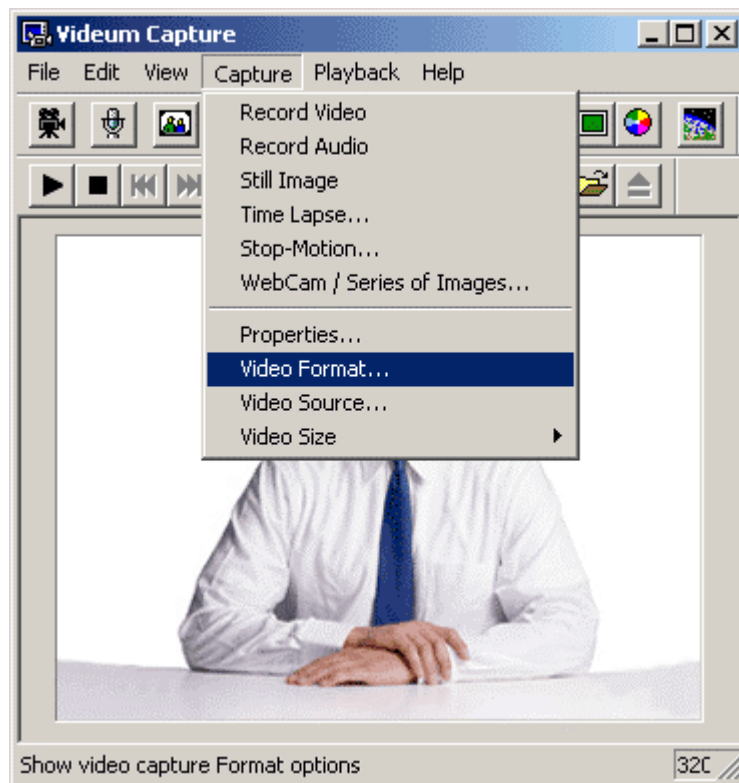 Videum Capture
File Edit View Capture Playback Help
Record Video
Record Audio
Still Image
Time Lapse...
Stop-Motion...
WebCam / Series of Images...
Properties...
Video Format...
Video Source...
Video Size
Show video capture Format options